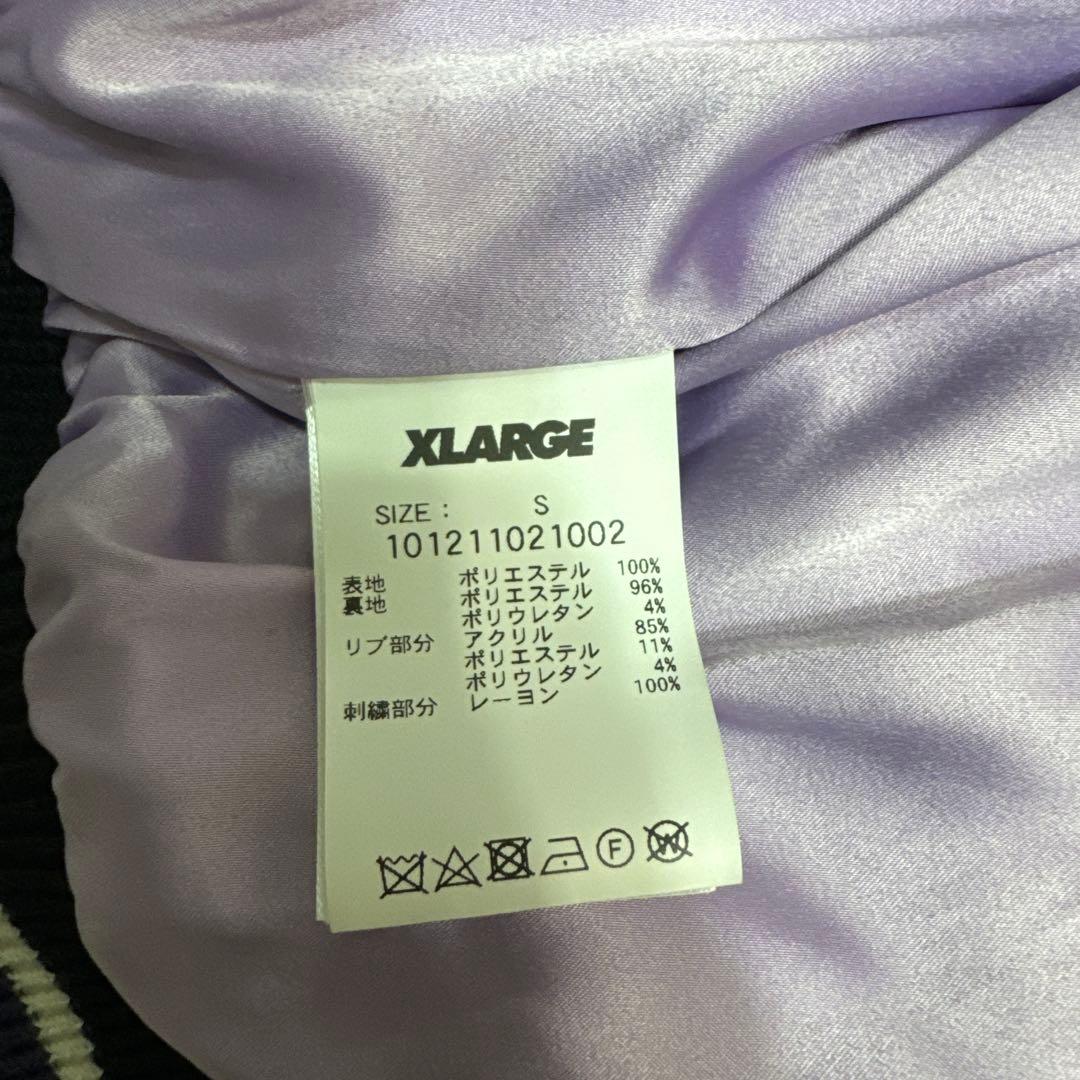 XLARGE
SIZE : S
101211021002
表地 ポリエステル 100%
裏地 ポリエステル 96%
ポリウレタン 4%
リブ部分 アクリル 85%
ポリエステル 11%
ポリウレタン 4%
刺繍部分 レーヨン 100%
F W